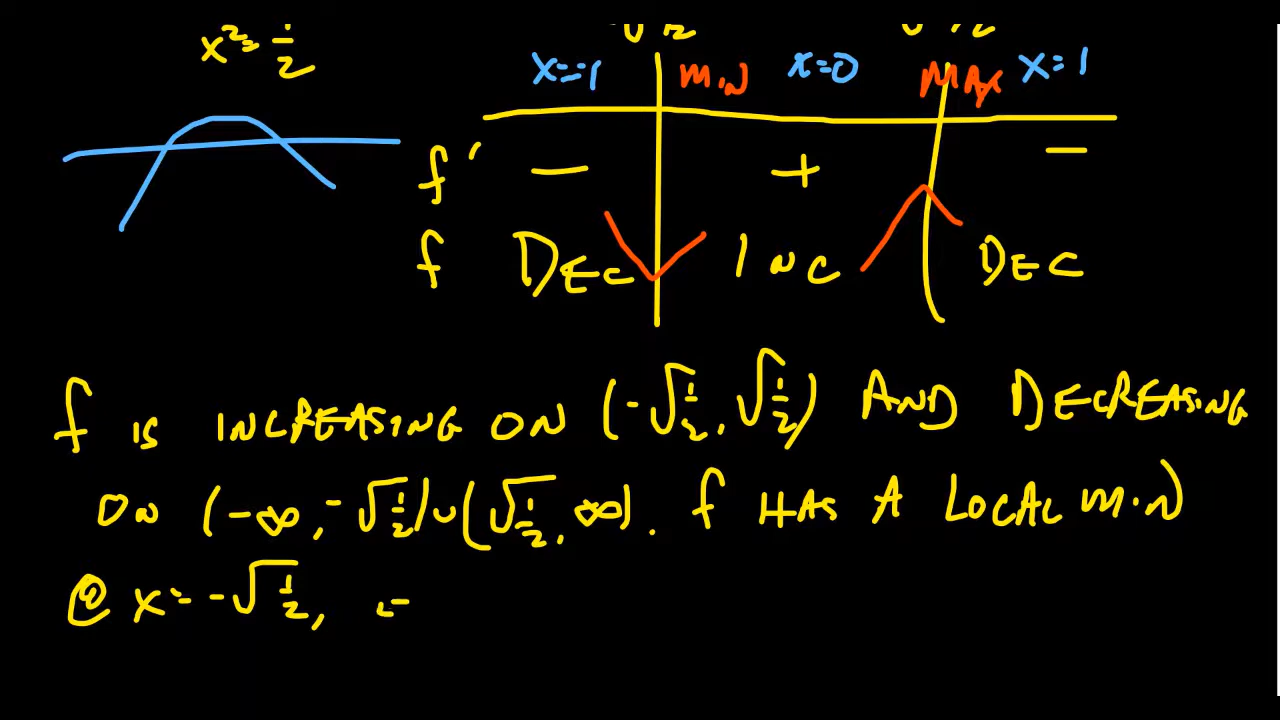 x²= 1/2
x=-1 MIN x=0 MAX x=1
f' - + -
f DEC INC DEC
f IS INCREASING ON (-√1/2, √1/2) AND DECREASING
ON (-∞, -√1/2) ∪ (√1/2, ∞). f HAS A LOCAL MIN
@ x=-√1/2,